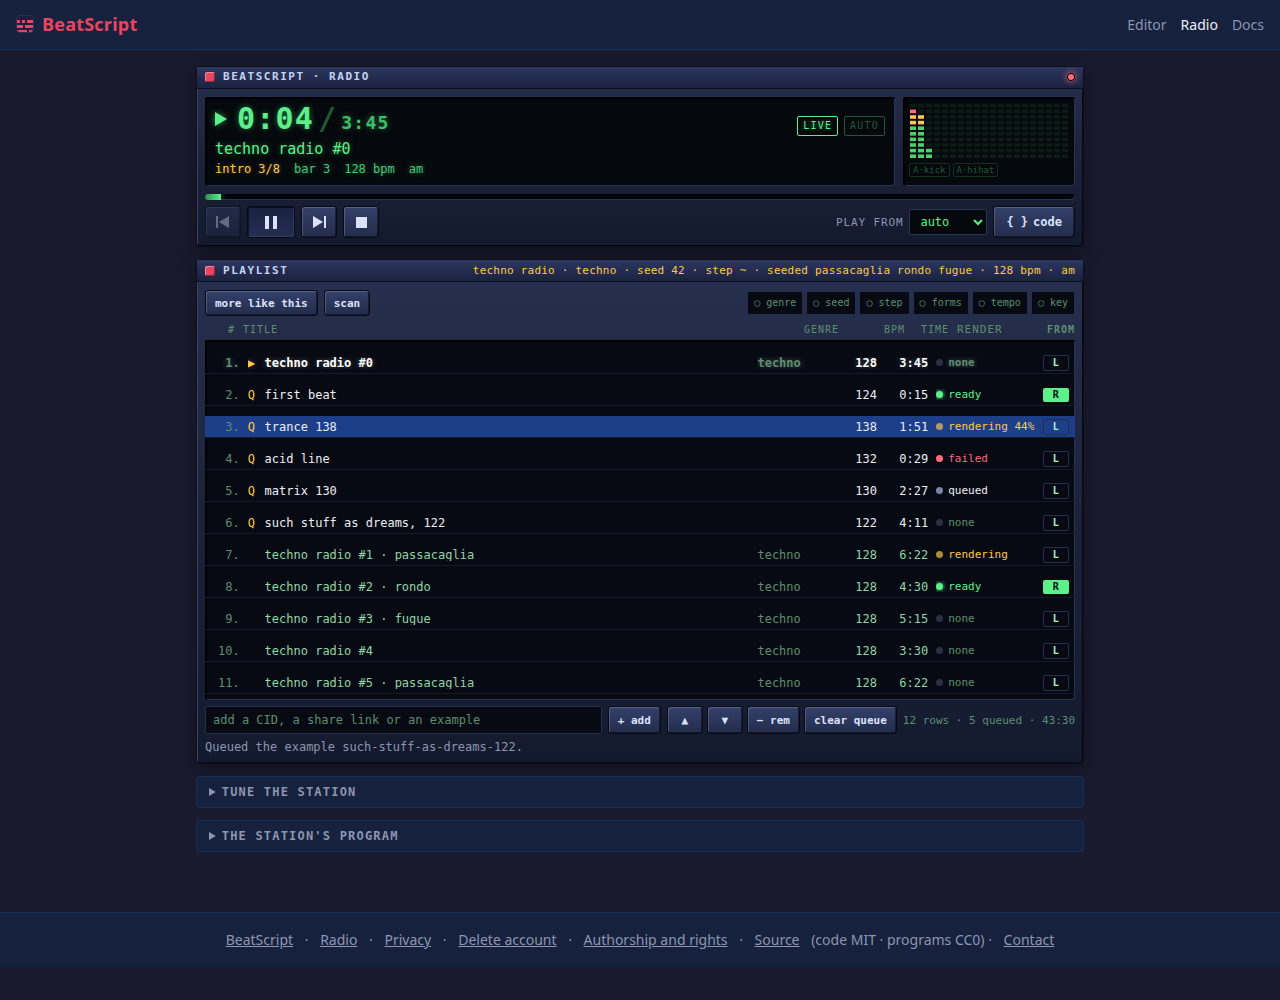 BeatScript
Editor Radio Docs
BEATSCRIPT · RADIO
0:04 / 3:45
LIVE AUTO
techno radio #0
intro 3/8 bar 3 128 bpm am
A·kick A·hihat
PLAY FROM auto { } code
PLAYLIST techno radio · techno · seed 42 · step ~ · seeded passacaglia rondo fugue · 128 bpm · am
more like this scan ○ genre ○ seed ○ step ○ forms ○ tempo ○ key
# TITLE GENRE BPM TIME RENDER FROM
1. ▶ techno radio #0 techno 128 3:45 none L
2. Q first beat 124 0:15 ready R
3. Q trance 138 138 1:51 rendering 44% L
4. Q acid line 132 0:29 failed L
5. Q matrix 130 130 2:27 queued L
6. Q such stuff as dreams, 122 122 4:11 none L
7. techno radio #1 · passacaglia techno 128 6:22 rendering L
8. techno radio #2 · rondo techno 128 4:30 ready R
9. techno radio #3 · fugue techno 128 5:15 none L
10. techno radio #4 techno 128 3:30 none L
11. techno radio #5 · passacaglia techno 128 6:22 none L
add a CID, a share link or an example + add ▲ ▼ − rem clear queue 12 rows · 5 queued · 43:30
Queued the example such-stuff-as-dreams-122.
▶ TUNE THE STATION
▶ THE STATION'S PROGRAM
BeatScript · Radio · Privacy · Delete account · Authorship and rights · Source (code MIT · programs CC0) · Contact